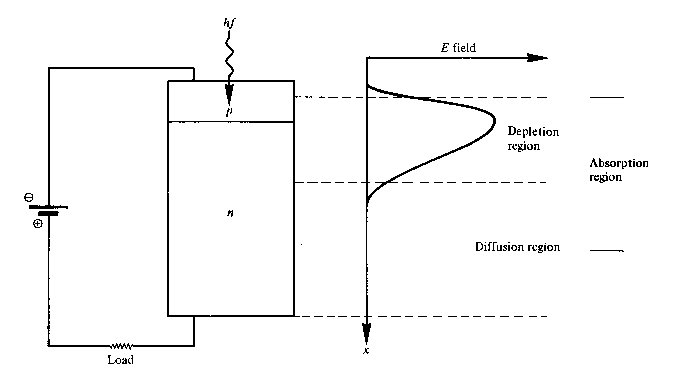 hf
E field
p
Depletion
region
Absorption
region
n
⊖
⊕
Diffusion region
x
Load